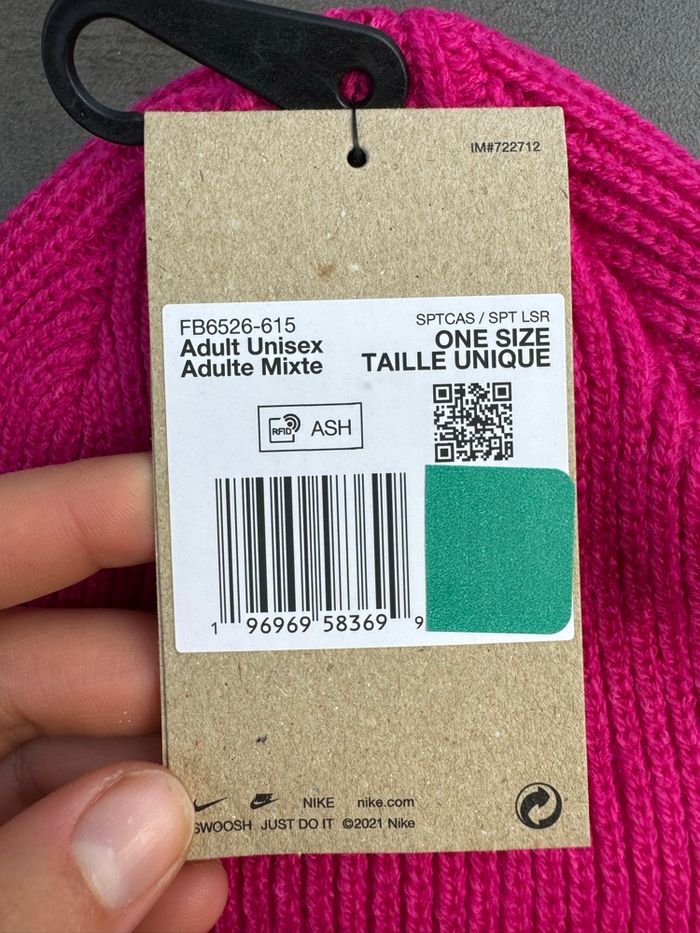 IM#722712
FB6526-615
Adult Unisex
Adulte Mixte
SPTCAS / SPT LSR
ONE SIZE
TAILLE UNIQUE
RFID ASH
1 96969 58369 9
NIKE nike.com
SWOOSH JUST DO IT ©2021 Nike